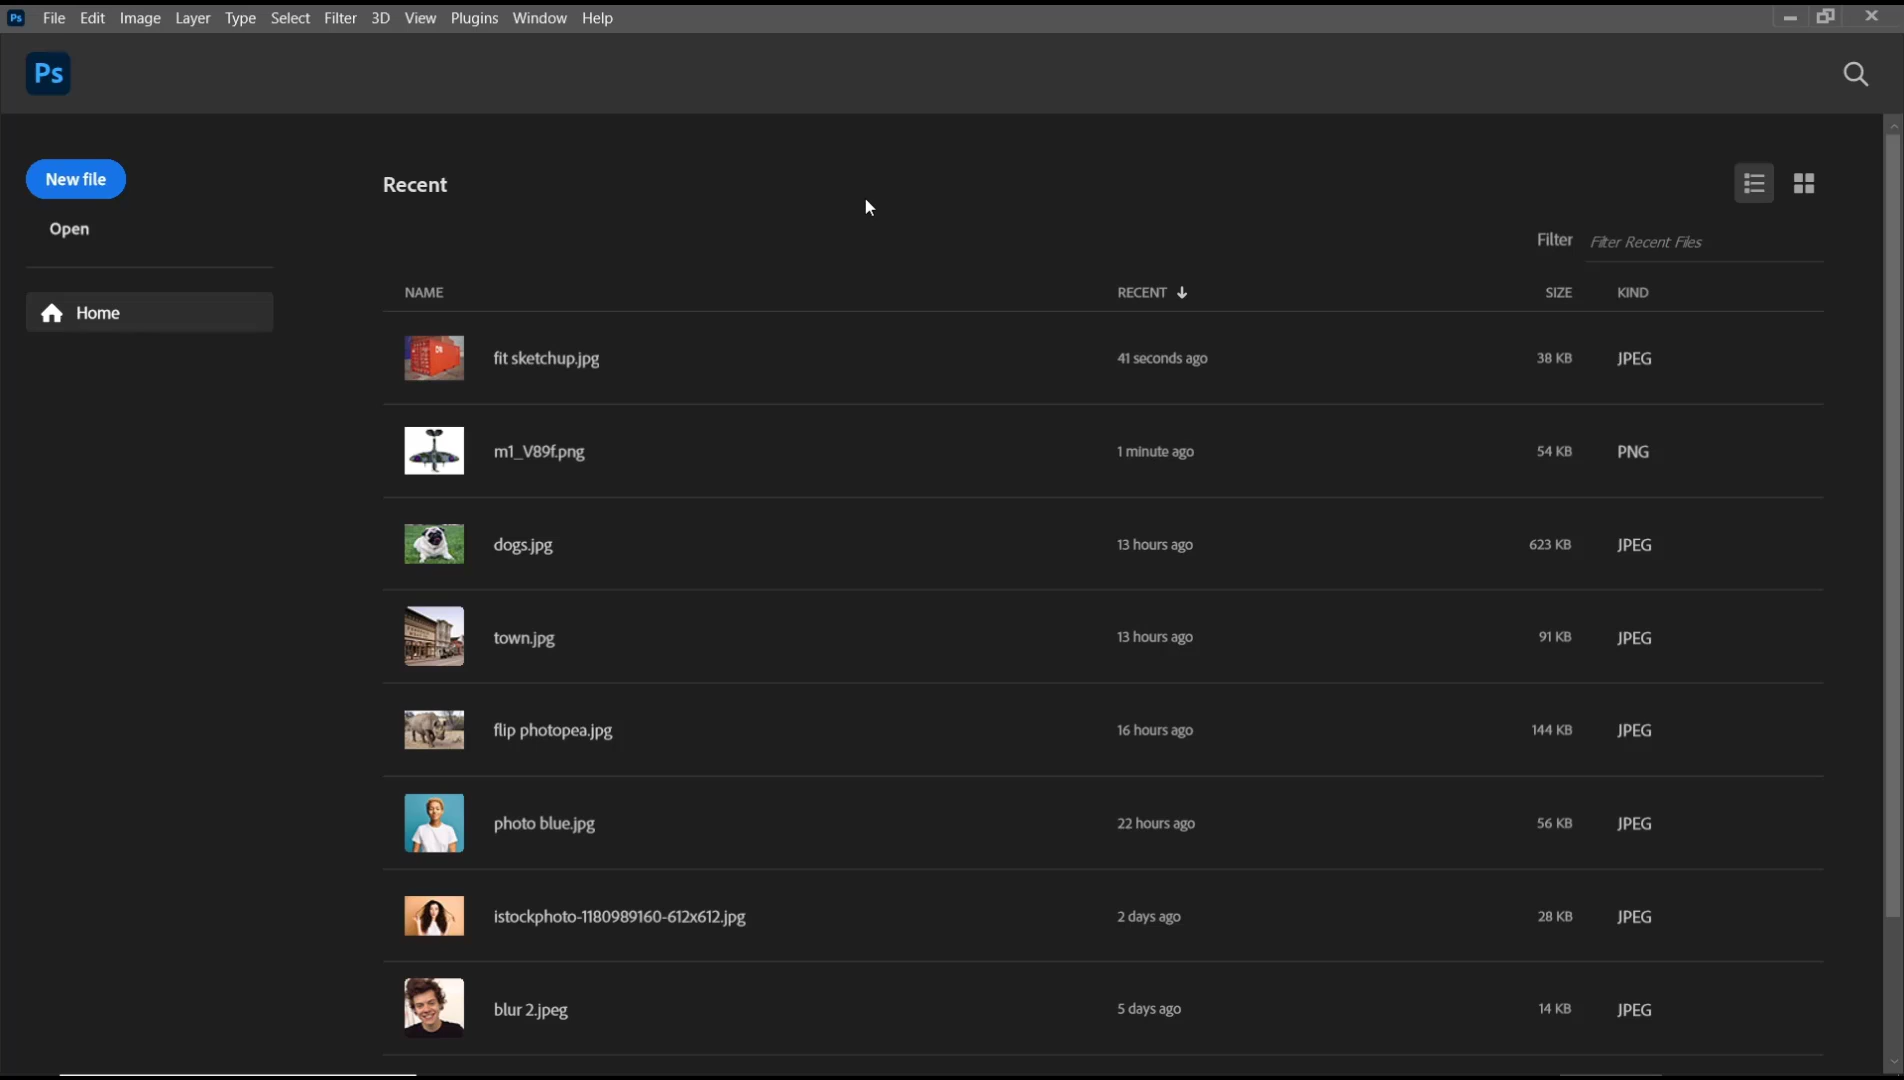 Ps File Edit Image Layer Type Select Filter 3D View Plugins Window Help
Ps
New file
Open
Home
Recent
Filter Filter Recent Files
NAME RECENT SIZE KIND
fit sketchup.jpg 41 seconds ago 38 KB JPEG
m1_V89f.png 1 minute ago 54 KB PNG
dogs.jpg 13 hours ago 623 KB JPEG
town.jpg 13 hours ago 91 KB JPEG
flip photopea.jpg 16 hours ago 144 KB JPEG
photo blue.jpg 22 hours ago 56 KB JPEG
istockphoto-1180989160-612x612.jpg 2 days ago 28 KB JPEG
blur 2.jpeg 5 days ago 14 KB JPEG